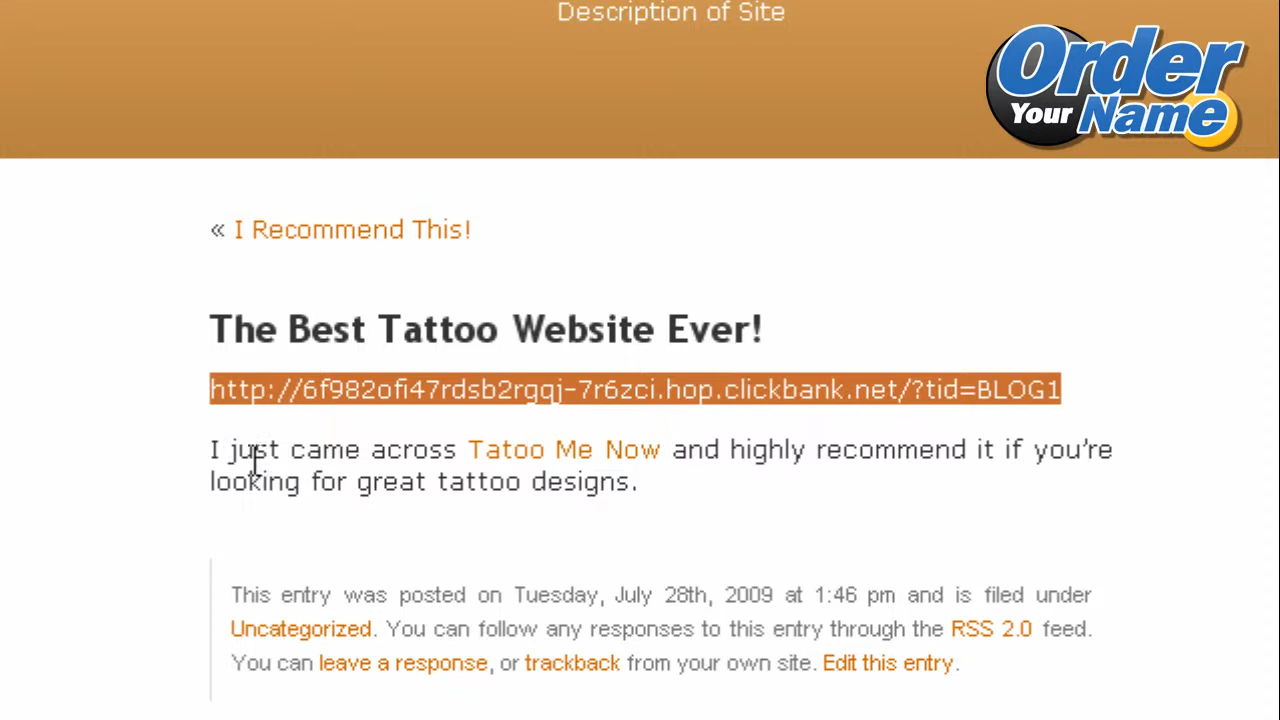 Description of Site
Order
Your Name
« I Recommend This!
The Best Tattoo Website Ever!
http://6f982ofi47rdsb2rgqj-7r6zci.hop.clickbank.net/?tid=BLOG1
I just came across Tatoo Me Now and highly recommend it if you’re
looking for great tattoo designs.
This entry was posted on Tuesday, July 28th, 2009 at 1:46 pm and is filed under
Uncategorized. You can follow any responses to this entry through the RSS 2.0 feed.
You can leave a response, or trackback from your own site. Edit this entry.